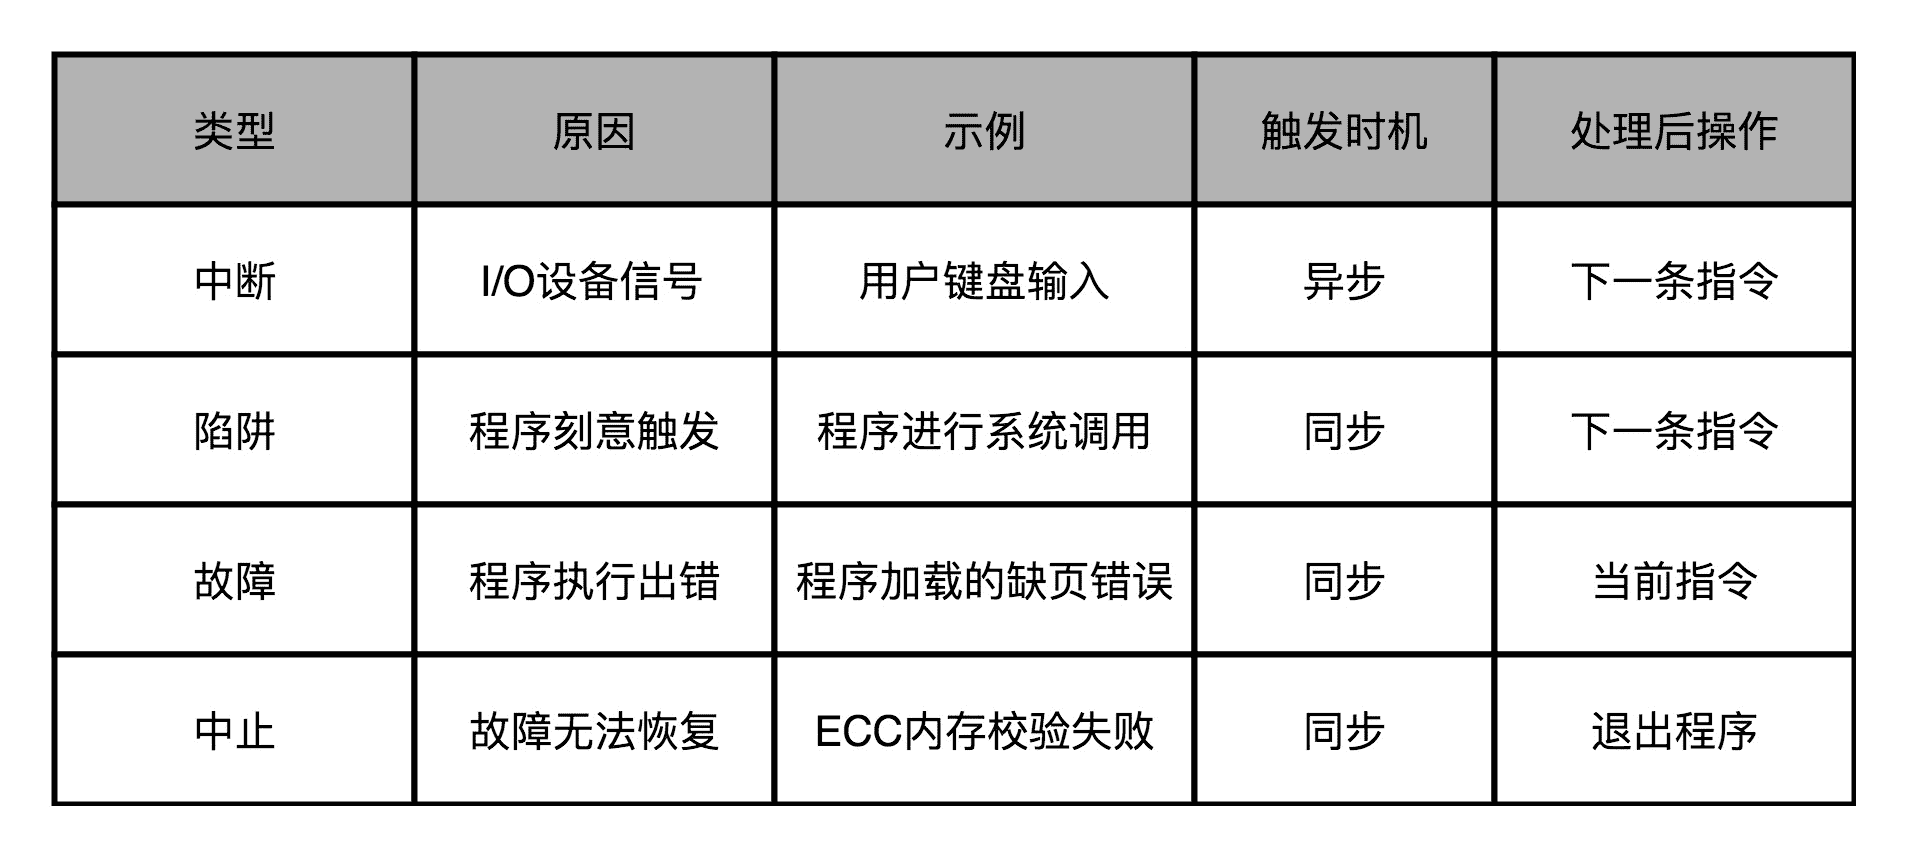 类型 原因 示例 触发时机 处理后操作
中断 I/O设备信号 用户键盘输入 异步 下一条指令
陷阱 程序刻意触发 程序进行系统调用 同步 下一条指令
故障 程序执行出错 程序加载的缺页错误 同步 当前指令
中止 故障无法恢复 ECC内存校验失败 同步 退出程序